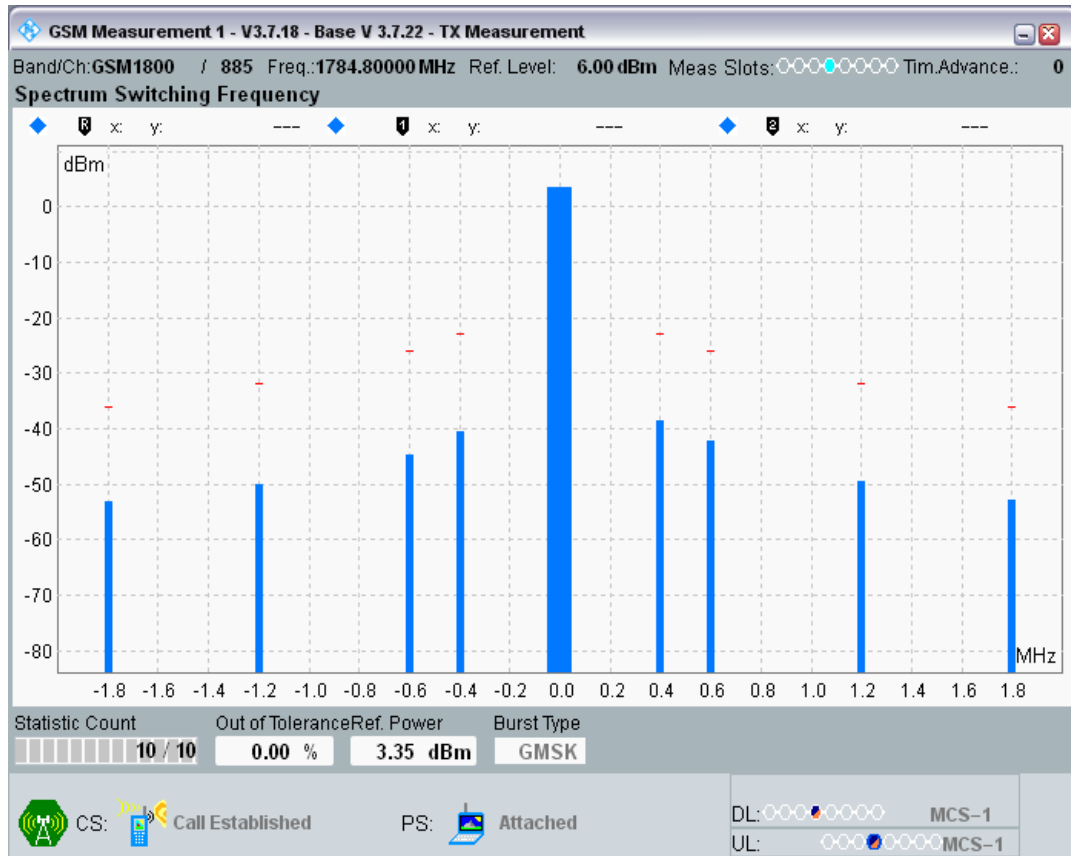 GSM Measurement 1 - V3.7.18 - Base V 3.7.22 - TX Measurement
Band/Ch:GSM1800 / 885 Freq.:1784.80000 MHz Ref. Level: 6.00 dBm Meas Slots: Tim.Advance.: 0
Spectrum Switching Frequency
R x: y: --- 1 x: y: --- 2 x: y: ---
dBm
0
-10
-20
-30
-40
-50
-60
-70
-80
MHz
-1.8 -1.6 -1.4 -1.2 -1.0 -0.8 -0.6 -0.4 -0.2 0.0 0.2 0.4 0.6 0.8 1.0 1.2 1.4 1.6 1.8
Statistic Count Out of Tolerance Ref. Power Burst Type
10 / 10 0.00 % 3.35 dBm GMSK
CS: Call Established PS: Attached
DL: MCS-1
UL: MCS-1